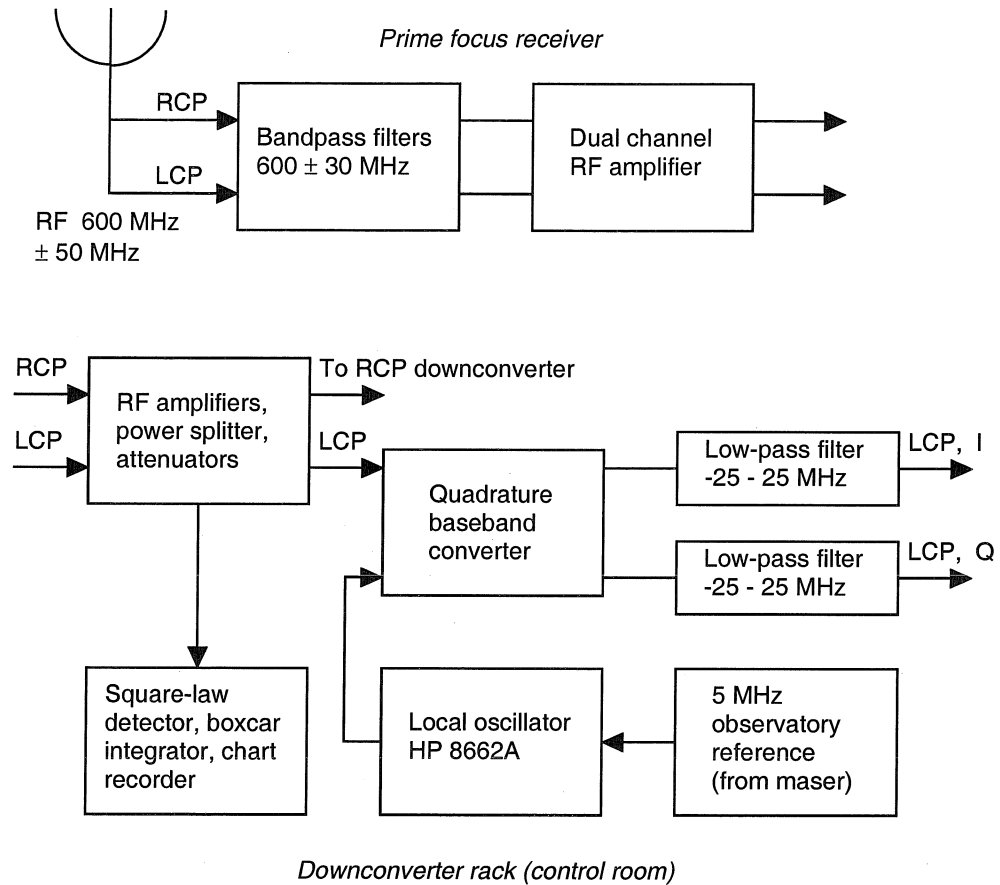 Prime focus receiver
RCP
LCP
RF 600 MHz
± 50 MHz
Bandpass filters
600 ± 30 MHz
Dual channel
RF amplifier
RCP
LCP
RF amplifiers,
power splitter,
attenuators
To RCP downconverter
LCP
Quadrature
baseband
converter
Low-pass filter
-25 - 25 MHz
LCP, I
Low-pass filter
-25 - 25 MHz
LCP, Q
Square-law
detector, boxcar
integrator, chart
recorder
Local oscillator
HP 8662A
5 MHz
observatory
reference
(from maser)
Downconverter rack (control room)